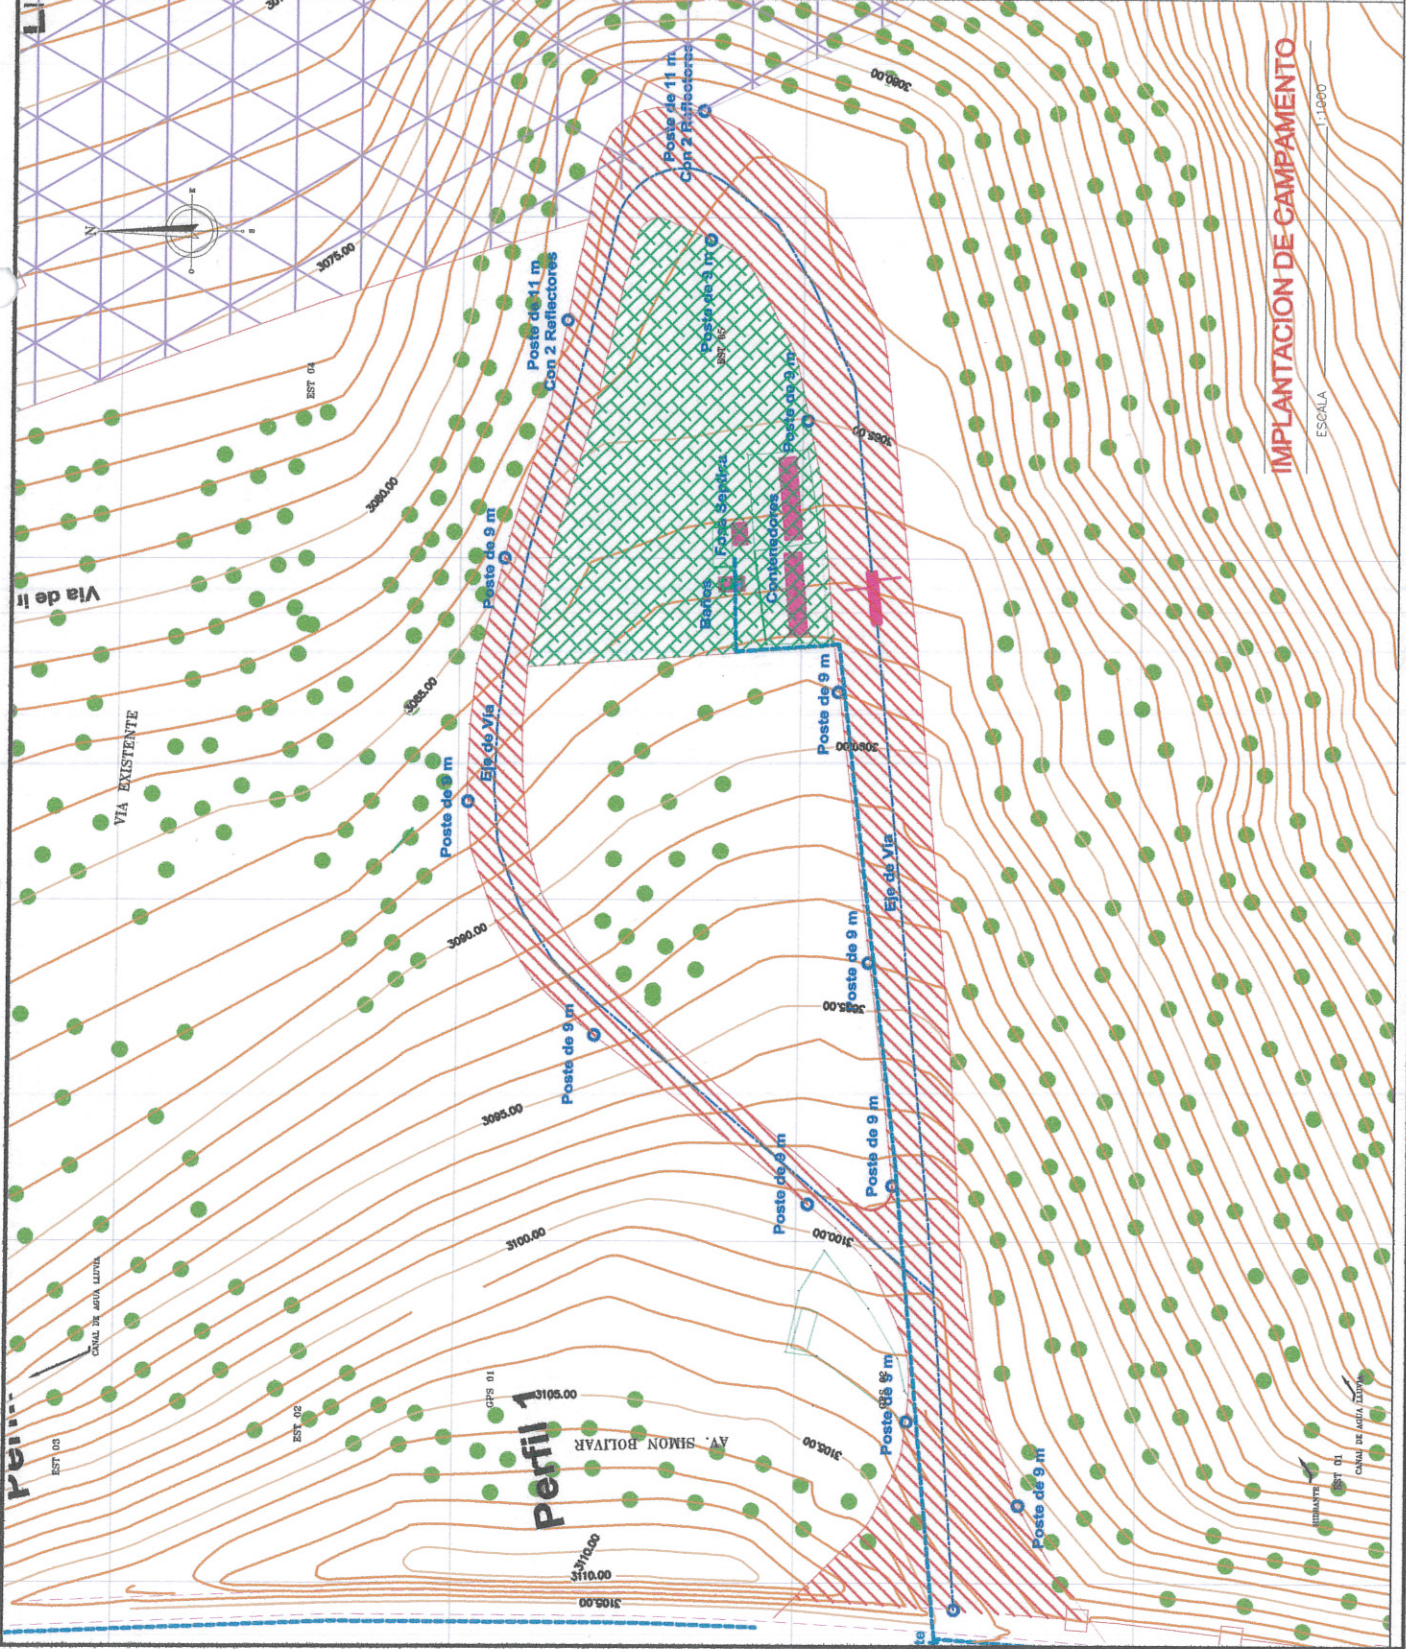 N
E
S
O
3075.00
EST 04
3080.00
3080.00
Poste de 11 m
Con 2 Reflectores
Poste de 11 m
Con 2 Reflectores
Poste de 9 m
EST 05
Poste de 9 m
3065.00
Fosa Septica
Baños
Contenedores
Poste de 9 m
Via de ir
VIA EXISTENTE
3085.00
Eje de Via
Poste de 9 m
Poste de 9 m
Eje de Via
3090.00
Poste de 9 m
Poste de 9 m
3095.00
Poste de 9 m
Poste de 9 m
3100.00
3100.00
CANAL DE AGUA LLUVIA
EST 03
EST 02
GPS 01
Perfil 1
3105.00
AV. SIMON BOLIVAR
3105.00
Poste de 9 m
Poste de 9 m
3110.00
3110.00
3105.00
te
HIDRANTE
EST 01
CANAL DE AGUA LLUVIA
IMPLANTACION DE CAMPAMENTO
ESCALA 1:1000